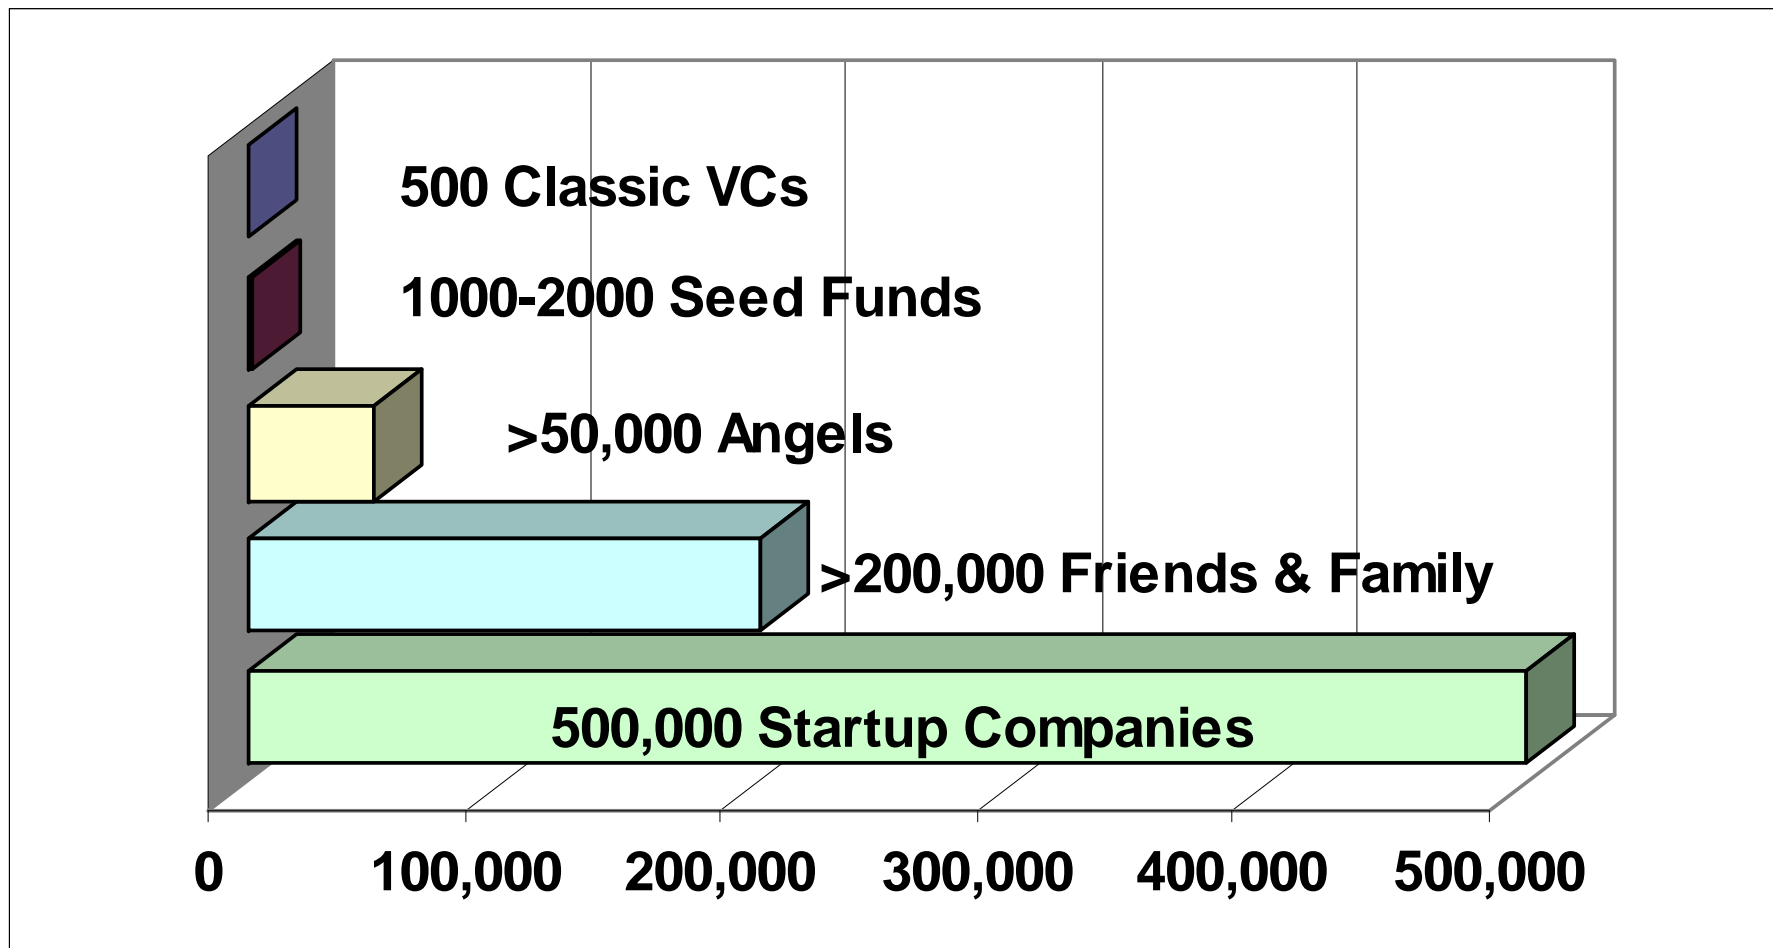 500 Classic VCs
1000-2000 Seed Funds
>50,000 Angels
>200,000 Friends & Family
500,000 Startup Companies
0 100,000 200,000 300,000 400,000 500,000